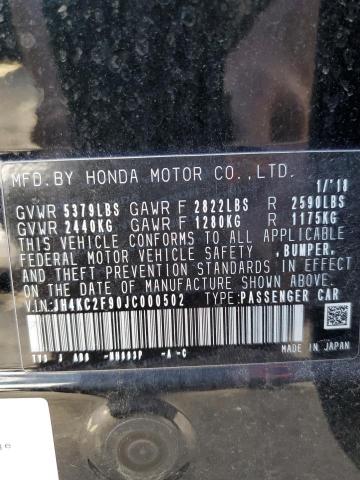 MFD.BY HONDA MOTOR CO.,LTD.
1/'18
GVWR 5379LBS GAWR F 2822LBS R 2590LBS
GVWR 2440KG GAWR F 1280KG R 1175KG
THIS VEHICLE CONFORMS TO ALL APPLICABLE
FEDERAL MOTOR VEHICLE SAFETY ,BUMPER,
AND THEFT PREVENTION STANDARDS IN EFFECT
ON THE DATE OF MANUFACTURE SHOWN ABOVE.
V.I.N:JH4KC2F90JC000502 TYPE:PASSENGER CAR
A -A-C
MADE IN JAPAN